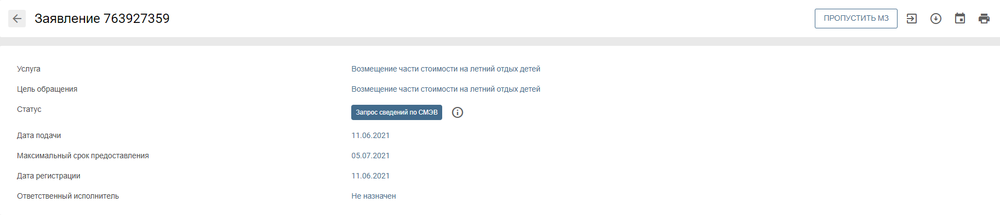 Заявление 763927359
ПРОПУСТИТЬ МЗ
Услуга Возмещение части стоимости на летний отдых детей
Цель обращения Возмещение части стоимости на летний отдых детей
Статус Запрос сведений по СМЭВ
Дата подачи 11.06.2021
Максимальный срок предоставления 05.07.2021
Дата регистрации 11.06.2021
Ответственный исполнитель Не назначен